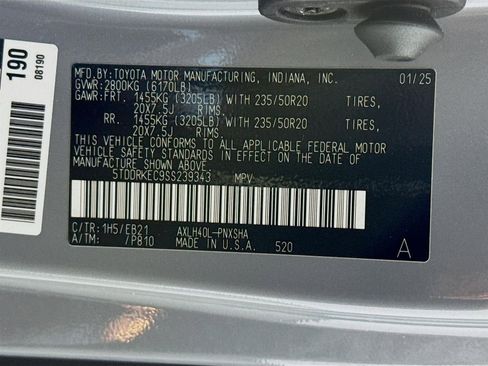 190
08190
MFD.BY:TOYOTA MOTOR MANUFACTURING, INDIANA, INC. 01/25
GVWR:2800KG (6170LB)
GAWR:FRT. 1455KG (3205LB) WITH 235/50R20 TIRES,
20X7.5J RIMS.
RR. 1455KG (3205LB) WITH 235/50R20 TIRES,
20X7.5J RIMS.
THIS VEHICLE CONFORMS TO ALL APPLICABLE FEDERAL MOTOR
VEHICLE SAFETY STANDARDS IN EFFECT ON THE DATE OF
MANUFACTURE SHOWN ABOVE.
5TDDRKEC9SS239343 MPV
C/TR:1H5/EB21 AXLH40L-PNXSHA
A/TM: /P810 MADE IN U.S.A. 520 A